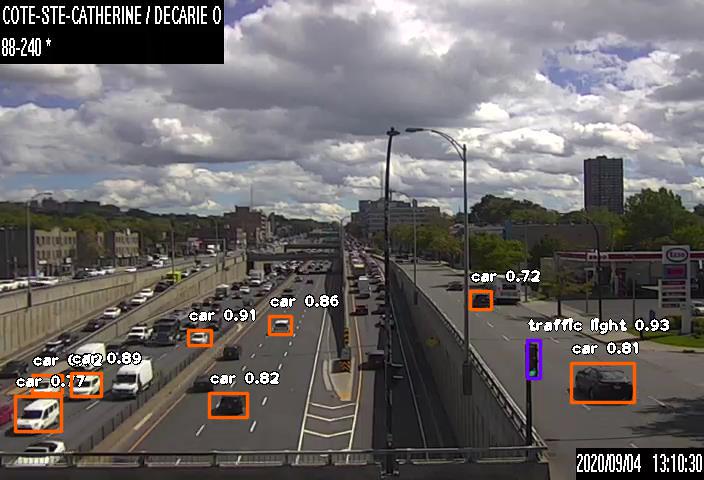 COTE-STE-CATHERINE / DECARIE O
88-240 *
car 0.72
car 0.86
car 0.91
traffic light 0.93
car 0.81
car 0.89
car 0.77
car 0.82
Esso
2020/09/04 13:10:30